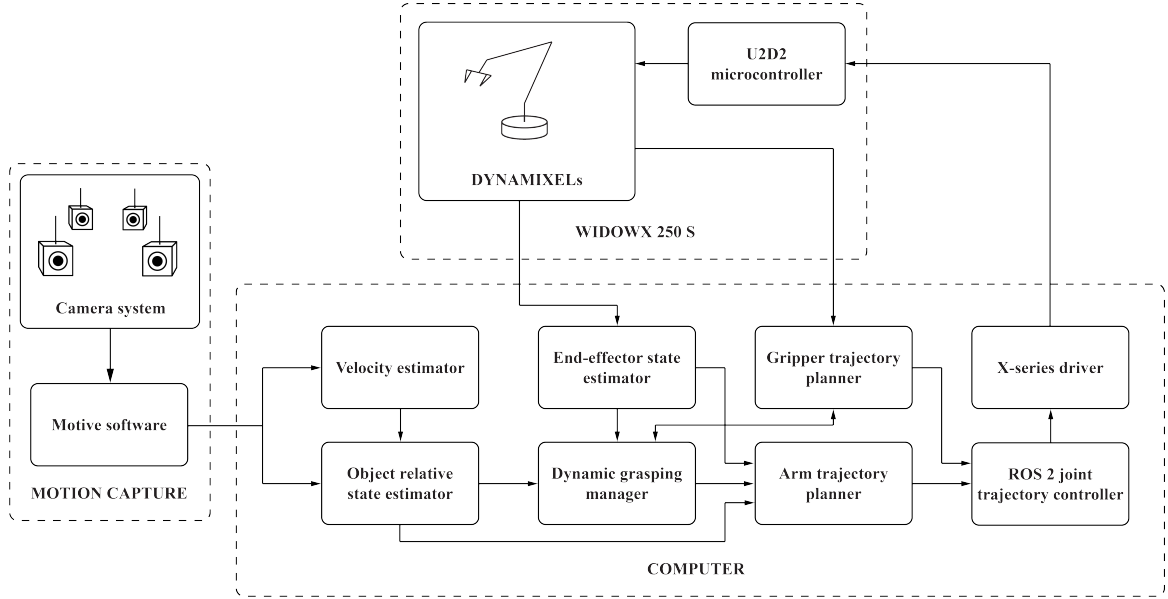 U2D2
microcontroller
DYNAMIXELs
WIDOWX 250 S
Camera system
Motive software
MOTION CAPTURE
Velocity estimator
End-effector state
estimator
Gripper trajectory
planner
X-series driver
Object relative
state estimator
Dynamic grasping
manager
Arm trajectory
planner
ROS 2 joint
trajectory controller
COMPUTER